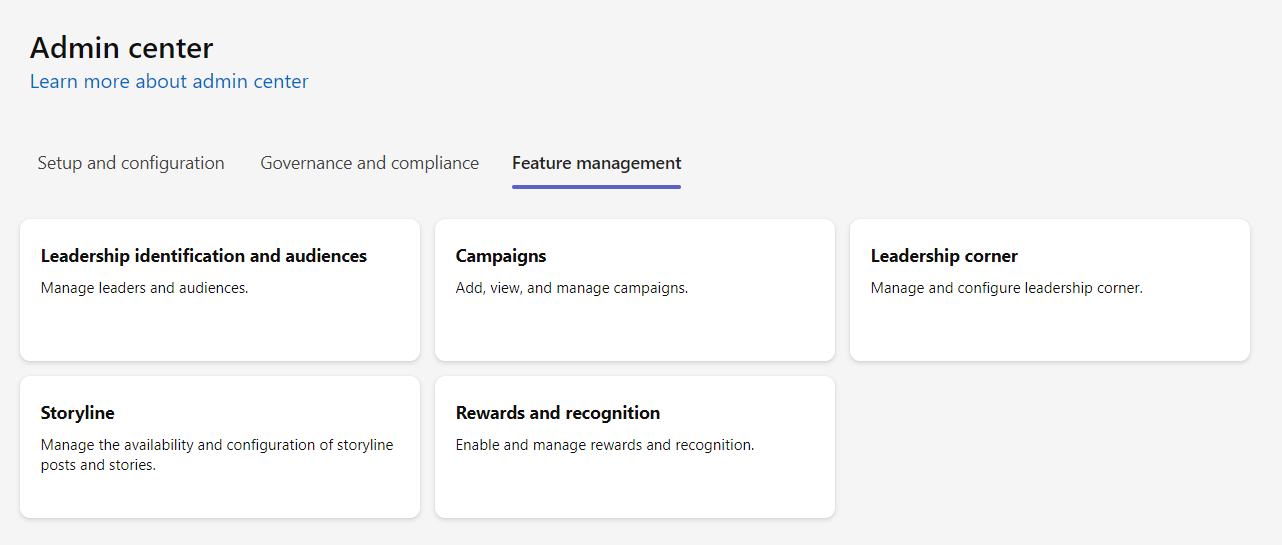 Admin center
Learn more about admin center
Setup and configuration
Governance and compliance
Feature management
Leadership identification and audiences
Manage leaders and audiences.
Campaigns
Add, view, and manage campaigns.
Leadership corner
Manage and configure leadership corner.
Storyline
Manage the availability and configuration of storyline
posts and stories.
Rewards and recognition
Enable and manage rewards and recognition.